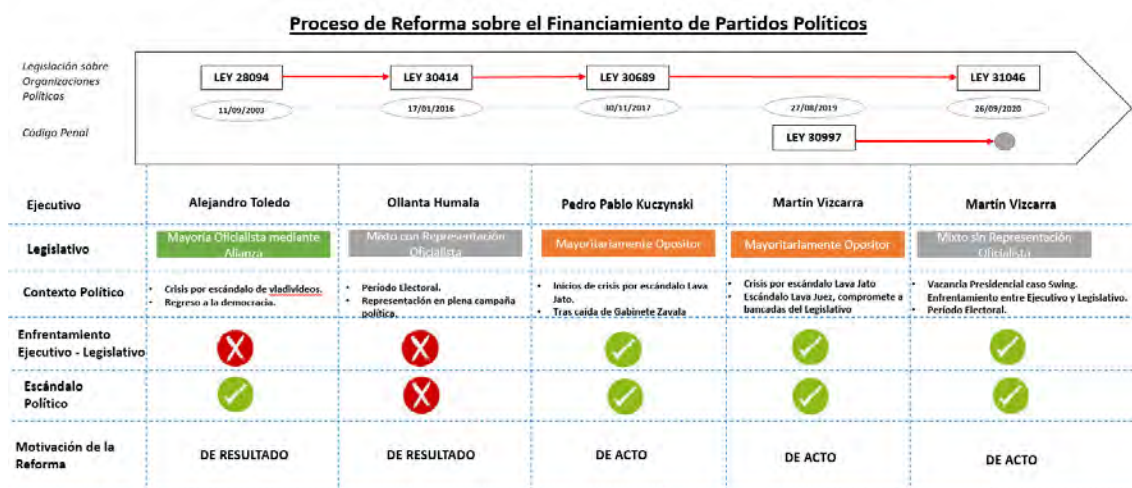 Proceso de Reforma sobre el Financiamiento de Partidos Políticos
Legislación sobre
Organizaciones
Políticas
LEY 28094
LEY 30414
LEY 30689
LEY 31046
11/09/2003
17/01/2016
30/11/2017
27/08/2019
26/09/2020
Código Penal
LEY 30997
Ejecutivo
Alejandro Toledo
Ollanta Humala
Pedro Pablo Kuczynski
Martín Vizcarra
Martín Vizcarra
Legislativo
Mayoría Oficialista mediante
Alianza
Mixto con Representación
Oficialista
Mayoritariamente Opositor
Mayoritariamente Opositor
Mixto sin Representación
Oficialista
Contexto Político
• Crisis por escándalo de vladivideos.
• Regreso a la democracia.
• Período Electoral.
• Representación en plena campaña
política.
• Inicios de crisis por escándalo Lava
Jato.
• Tras caída de Gabinete Zavala
• Crisis por escándalo Lava Jato
• Escándalo Lava Juez, compromete a
bancadas del Legislativo
• Vacancia Presidencial caso Swing.
Enfrentamiento entre Ejecutivo y Legislativo.
• Período Electoral.
Enfrentamiento
Ejecutivo - Legislativo
Escándalo
Político
Motivación de la
Reforma
DE RESULTADO
DE RESULTADO
DE ACTO
DE ACTO
DE ACTO